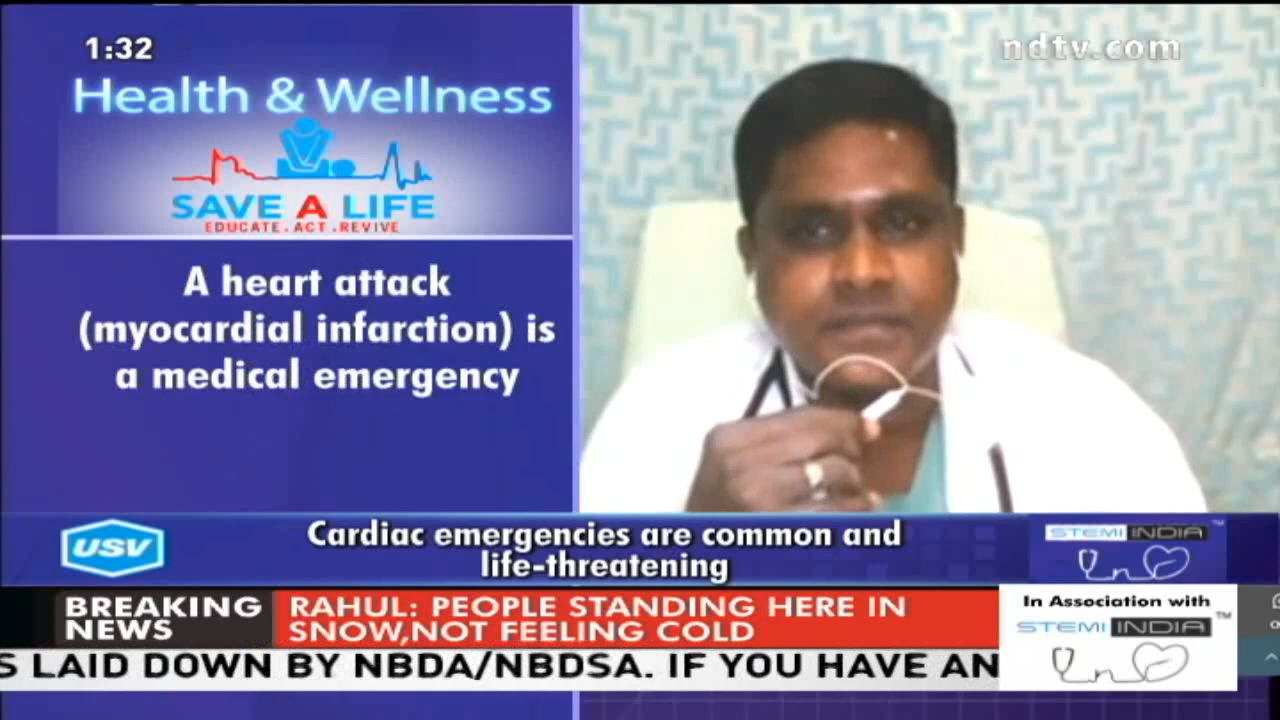 1:32
ndtv.com
Health & Wellness
SAVE A LIFE
EDUCATE . ACT . REVIVE
A heart attack
(myocardial infarction) is
a medical emergency
USV
Cardiac emergencies are common and
life-threatening
STEMI INDIA™
BREAKING
NEWS
RAHUL: PEOPLE STANDING HERE IN
SNOW,NOT FEELING COLD
In Association with
STEMI INDIA™
S LAID DOWN BY NBDA/NBDSA. IF YOU HAVE AN